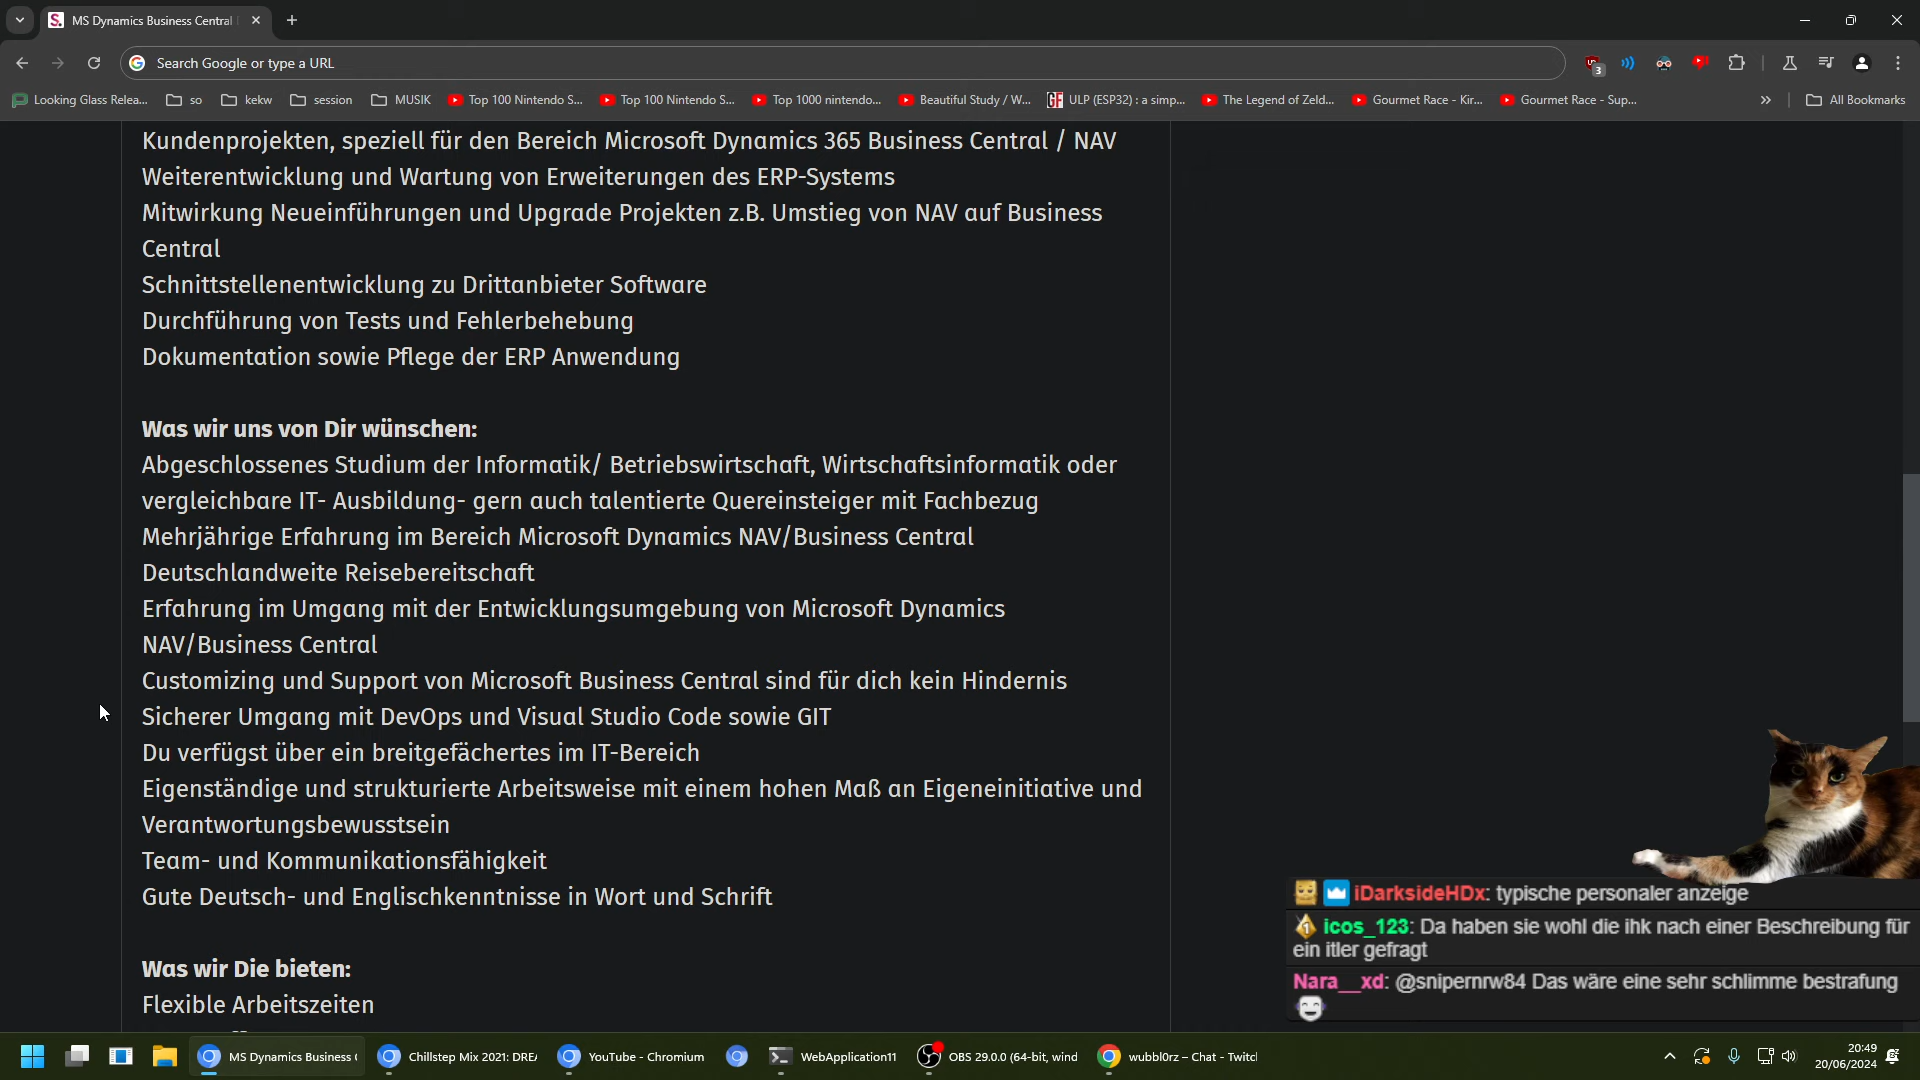 MS Dynamics Business Central
Search Google or type a URL
3
Looking Glass Relea...
so
kekw
session
MUSIK
Top 100 Nintendo S...
Top 100 Nintendo S...
Top 1000 nintendo...
Beautiful Study / W...
ULP (ESP32) : a simp...
The Legend of Zeld...
Gourmet Race - Kir...
Gourmet Race - Sup...
All Bookmarks
Kundenprojekten, speziell für den Bereich Microsoft Dynamics 365 Business Central / NAV
Weiterentwicklung und Wartung von Erweiterungen des ERP-Systems
Mitwirkung Neueinführungen und Upgrade Projekten z.B. Umstieg von NAV auf Business
Central
Schnittstellenentwicklung zu Drittanbieter Software
Durchführung von Tests und Fehlerbehebung
Dokumentation sowie Pflege der ERP Anwendung
Was wir uns von Dir wünschen:
Abgeschlossenes Studium der Informatik/ Betriebswirtschaft, Wirtschaftsinformatik oder
vergleichbare IT- Ausbildung- gern auch talentierte Quereinsteiger mit Fachbezug
Mehrjährige Erfahrung im Bereich Microsoft Dynamics NAV/Business Central
Deutschlandweite Reisebereitschaft
Erfahrung im Umgang mit der Entwicklungsumgebung von Microsoft Dynamics
NAV/Business Central
Customizing und Support von Microsoft Business Central sind für dich kein Hindernis
Sicherer Umgang mit DevOps und Visual Studio Code sowie GIT
Du verfügst über ein breitgefächertes im IT-Bereich
Eigenständige und strukturierte Arbeitsweise mit einem hohen Maß an Eigeninitiative und
Verantwortungsbewusstsein
Team- und Kommunikationsfähigkeit
Gute Deutsch- und Englischkenntnisse in Wort und Schrift
Was wir Die bieten:
Flexible Arbeitszeiten
iDarksideHDx: typische personaler anzeige
icos_123: Da haben sie wohl die ihk nach einer Beschreibung für
ein itler gefragt
Nara__xd: @snipernrw84 Das wäre eine sehr schlimme bestrafung
MS Dynamics Business (
Chillstep Mix 2021: DRE
YouTube - Chromium
WebApplication11
OBS 29.0.0 (64-bit, wind
wubbl0rz – Chat - Twitc
20:49
20/06/2024